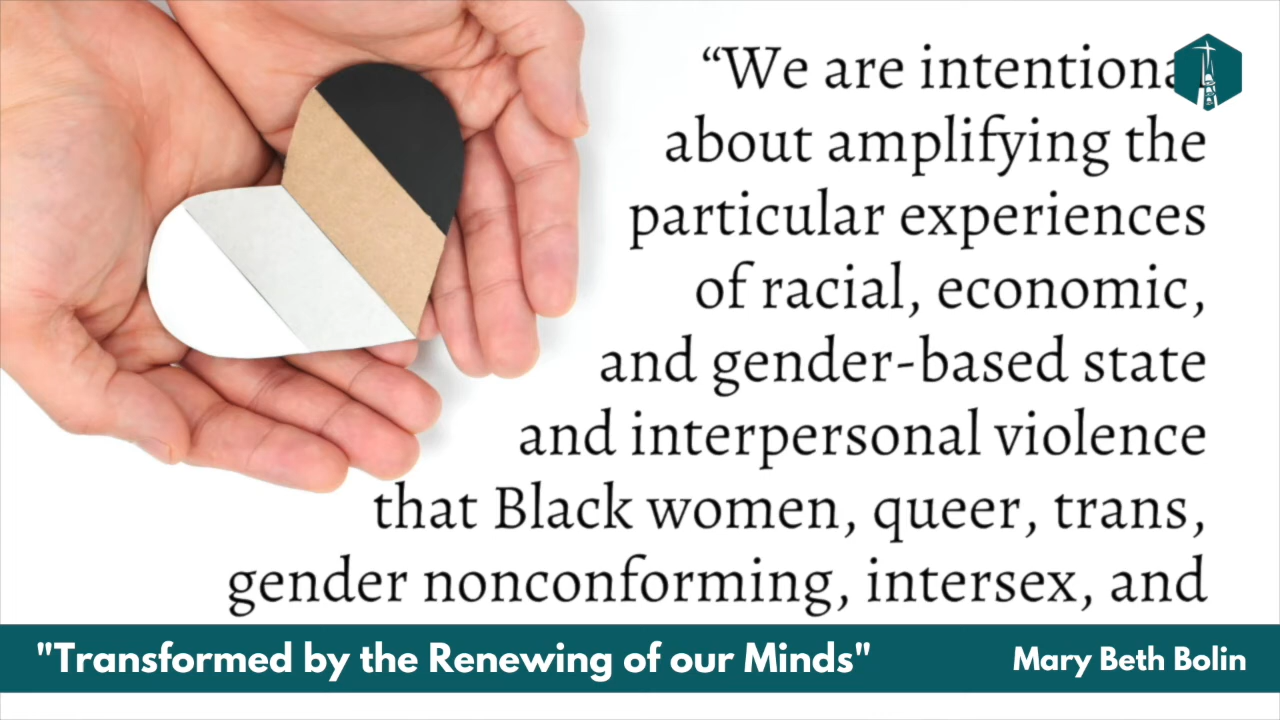 “We are intentiona
about amplifying the
particular experiences
of racial, economic,
and gender-based state
and interpersonal violence
that Black women, queer, trans,
gender nonconforming, intersex, and
"Transformed by the Renewing of our Minds"
Mary Beth Bolin